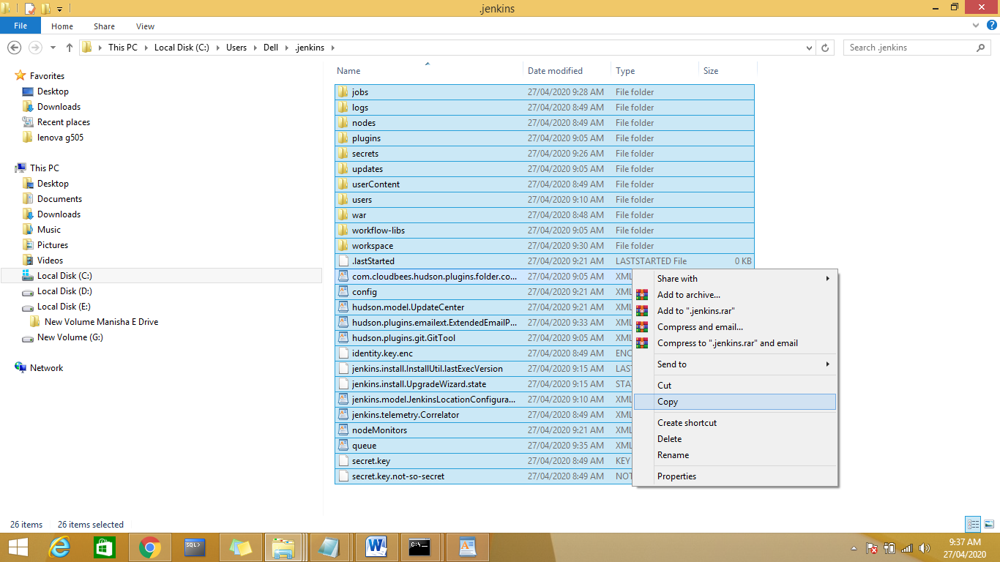 .jenkins
File Home Share View
This PC Local Disk (C:) Users Dell .jenkins
Search .jenkins
Favorites
Desktop
Downloads
Recent places
lenova g505
This PC
Desktop
Documents
Downloads
Music
Pictures
Videos
Local Disk (C:)
Local Disk (D:)
Local Disk (E:)
New Volume Manisha E Drive
New Volume (G:)
Network
Name Date modified Type Size
jobs 27/04/2020 9:28 AM File folder
logs 27/04/2020 8:49 AM File folder
nodes 27/04/2020 8:49 AM File folder
plugins 27/04/2020 9:05 AM File folder
secrets 27/04/2020 9:26 AM File folder
updates 27/04/2020 9:05 AM File folder
userContent 27/04/2020 8:49 AM File folder
users 27/04/2020 9:10 AM File folder
war 27/04/2020 8:48 AM File folder
workflow-libs 27/04/2020 9:05 AM File folder
workspace 27/04/2020 9:30 AM File folder
.lastStarted 27/04/2020 9:21 AM LASTSTARTED File 0 KB
com.cloudbees.hudson.plugins.folder.co... 27/04/2020 9:05 AM XML
config 27/04/2020 9:21 AM XML
hudson.model.UpdateCenter 27/04/2020 9:21 AM XML
hudson.plugins.emailext.ExtendedEmailP... 27/04/2020 9:33 AM XML
hudson.plugins.git.GitTool 27/04/2020 9:05 AM XML
identity.key.enc 27/04/2020 8:49 AM ENC
jenkins.install.InstallUtil.lastExecVersion 27/04/2020 9:15 AM LAS
jenkins.install.UpgradeWizard.state 27/04/2020 9:15 AM STA
jenkins.model.JenkinsLocationConfigura... 27/04/2020 9:10 AM XML
jenkins.telemetry.Correlator 27/04/2020 8:49 AM XML
nodeMonitors 27/04/2020 9:21 AM XML
queue 27/04/2020 9:35 AM XML
secret.key 27/04/2020 8:49 AM KEY
secret.key.not-so-secret 27/04/2020 8:49 AM NOT
Share with
Add to archive...
Add to ".jenkins.rar"
Compress and email...
Compress to ".jenkins.rar" and email
Send to
Cut
Copy
Create shortcut
Delete
Rename
Properties
26 items 26 items selected
SQL>
C:\
9:37 AM
27/04/2020